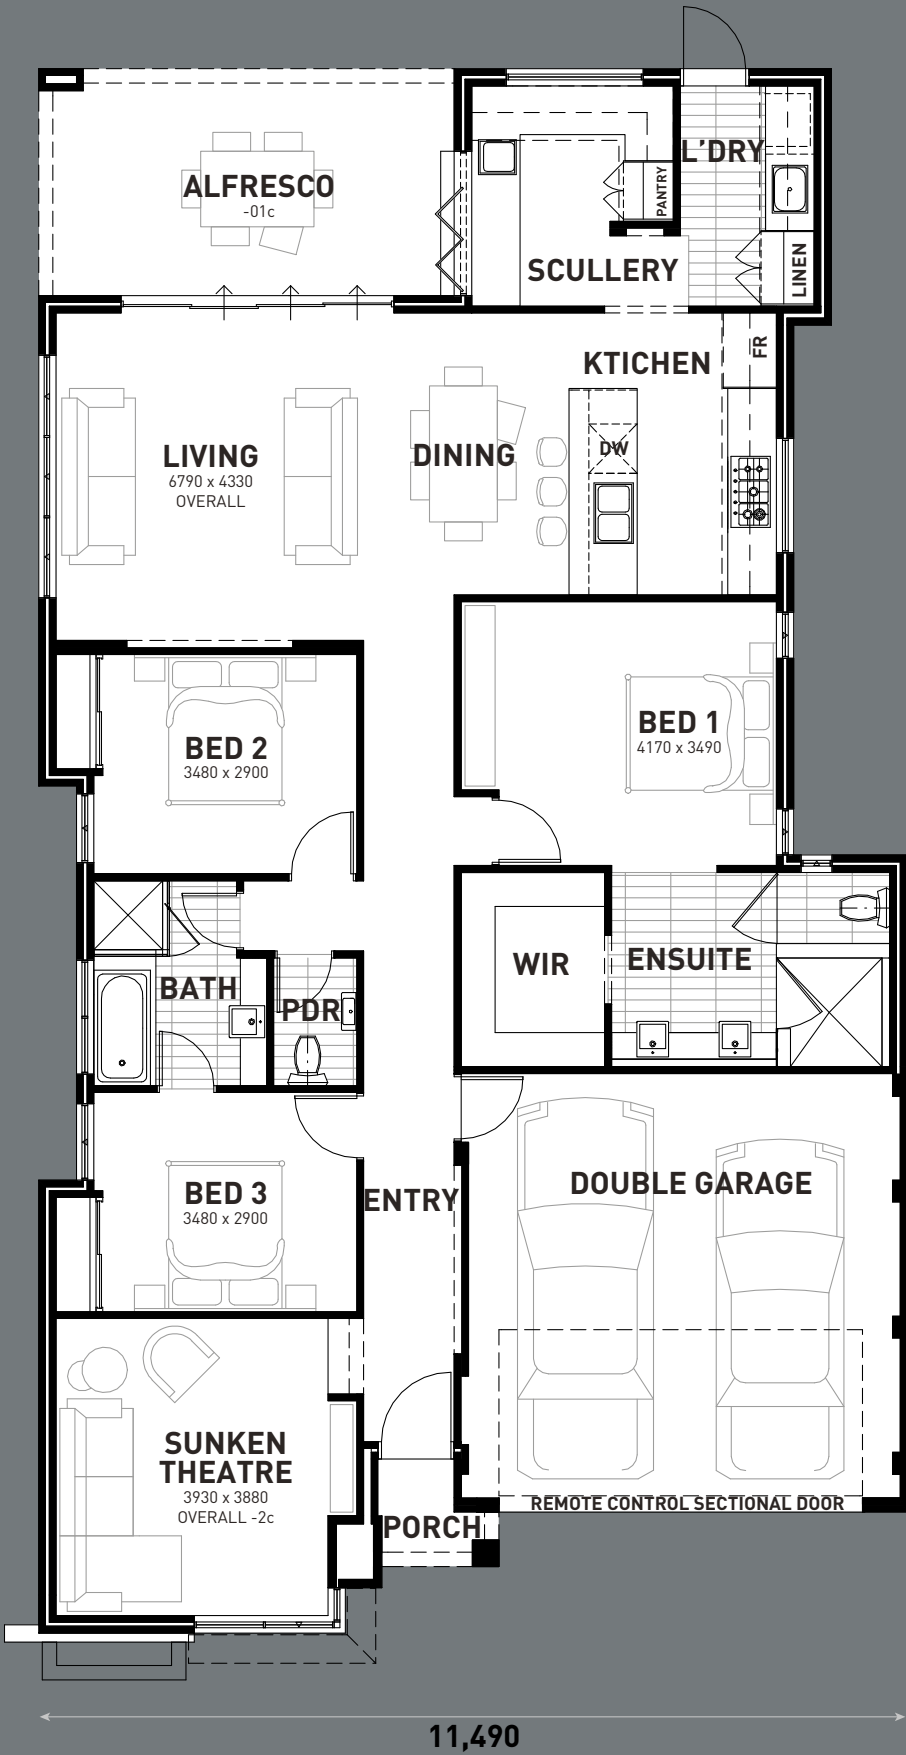 L'DRY
ALFRESCO
-01c
PANTRY
SCULLERY
LINEN
KTICHEN
FR
LIVING
6790 x 4330
OVERALL
DINING
DW
BED 1
4170 x 3490
BED 2
3480 x 2900
WIR
ENSUITE
BATH
PDR
BED 3
3480 x 2900
ENTRY
DOUBLE GARAGE
SUNKEN
THEATRE
3930 x 3880
OVERALL -2c
REMOTE CONTROL SECTIONAL DOOR
PORCH
11,490